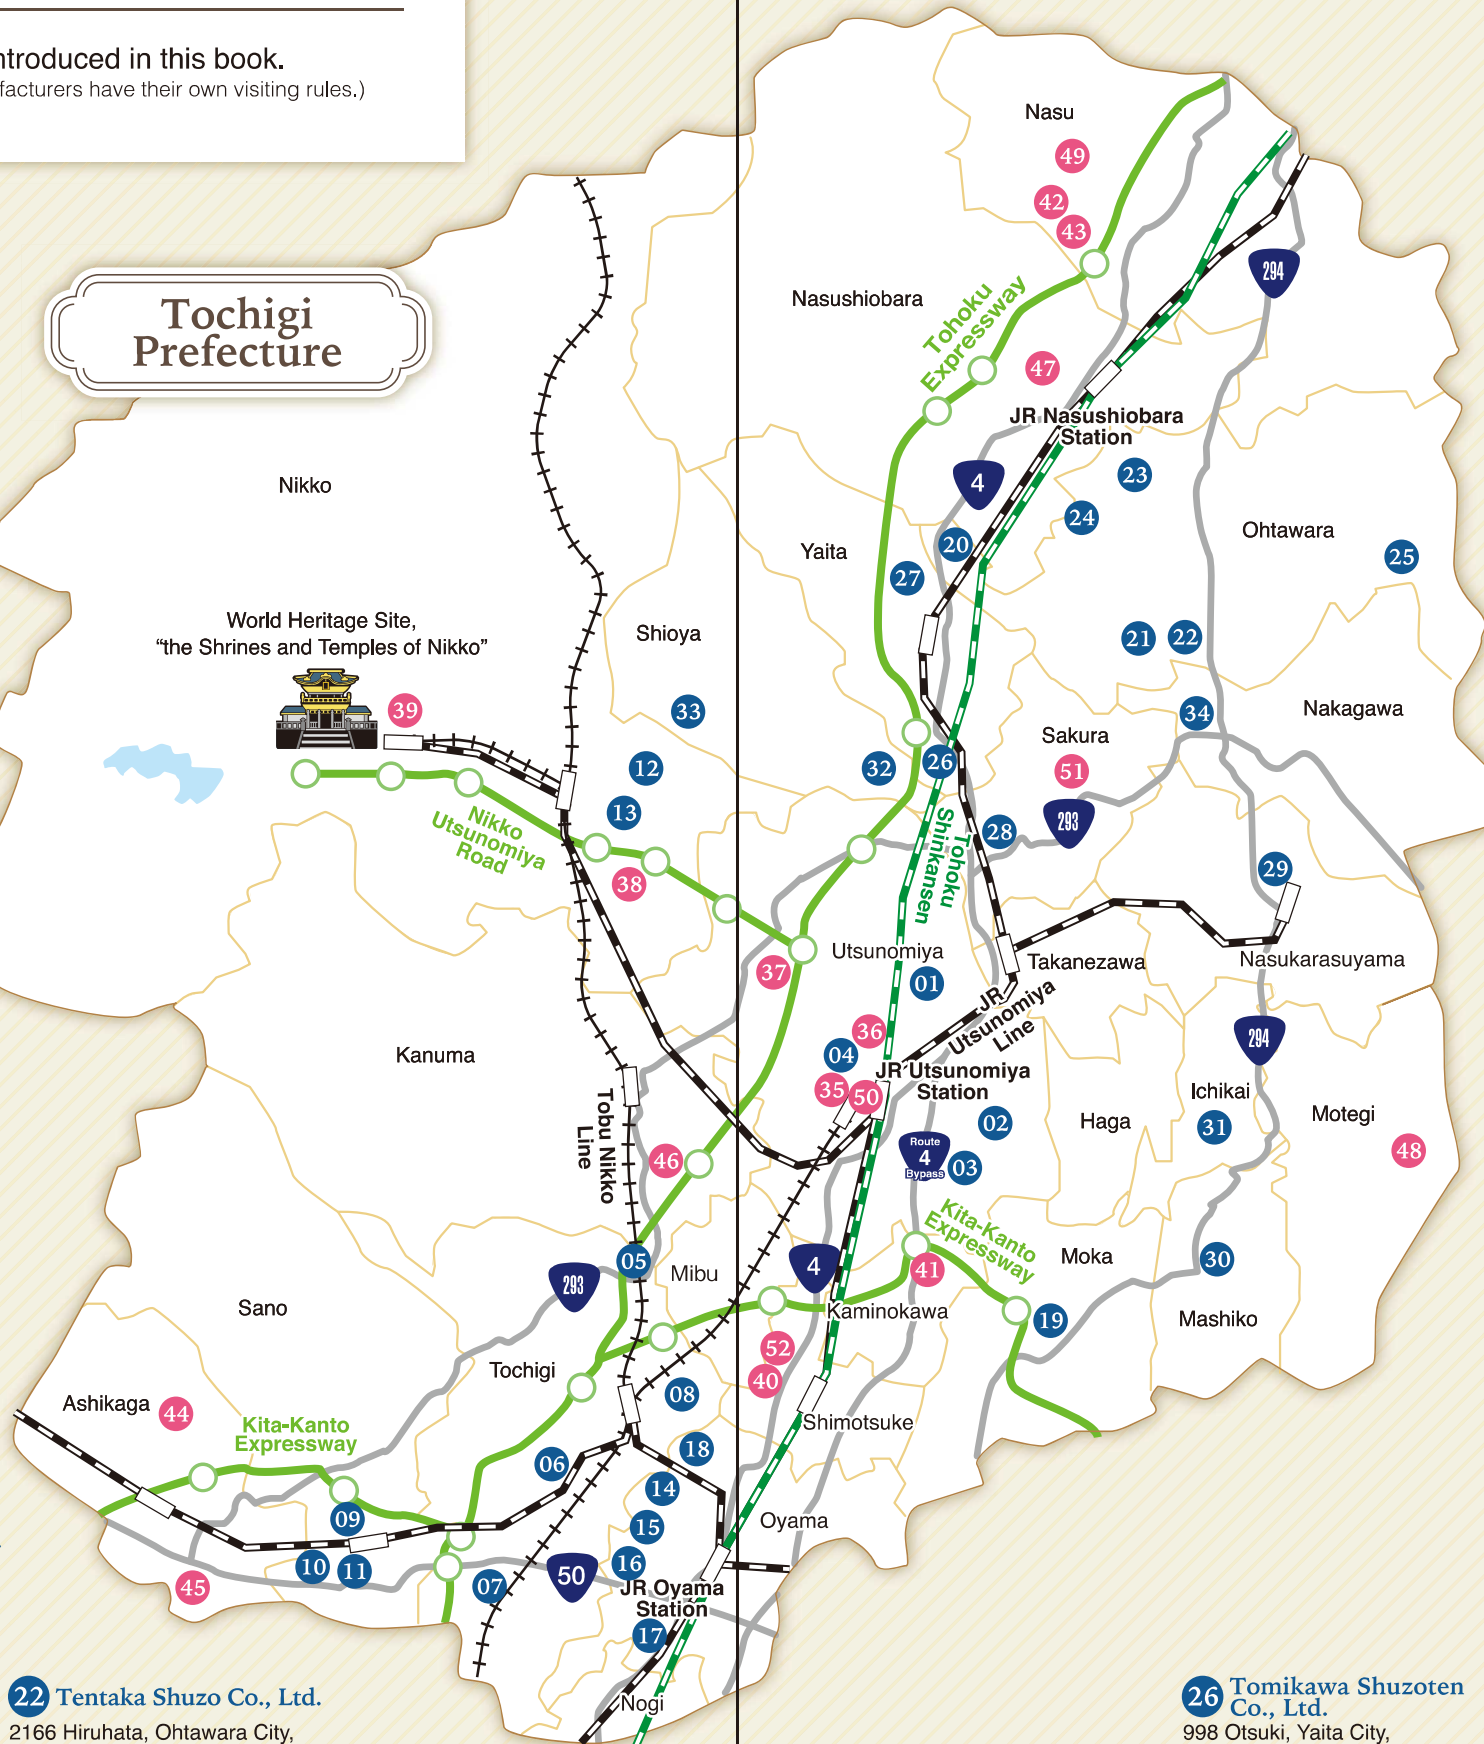 ntroduced in this book.
facturers have their own visiting rules.)
Tochigi
Prefecture
Nasu
49
42
43
294
Nasushiobara
Tohoku
Expressway
47
JR Nasushiobara
Station
4
23
24
Nikko
Ohtawara
20
Yaita
25
27
World Heritage Site,
“the Shrines and Temples of Nikko”
Shioya
21
22
39
33
34
Nakagawa
Sakura
51
12
32
26
13
Nikko
Utsunomiya
Road
Tohoku
Shinkansen
28
293
38
29
Utsunomiya
Takanezawa
Nasukarasuyama
37
01
JR
Utsunomiya
Line
36
04
294
Kanuma
JR Utsunomiya
Station
35
50
Ichikai
Haga
31
Motegi
02
Tobu Nikko
Line
48
46
Route
4
Bypass
03
Kita-Kanto
Expressway
05
Mibu
4
41
Moka
30
293
Sano
Kaminokawa
19
Mashiko
52
40
Tochigi
08
Ashikaga
44
Kita-Kanto
Expressway
Shimotsuke
18
06
14
09
15
Oyama
10
11
16
45
07
50
JR Oyama
Station
17
Nogi
22 Tentaka Shuzo Co., Ltd.
2166 Hiruhata, Ohtawara City,
26 Tomikawa Shuzoten
Co., Ltd.
998 Otsuki, Yaita City,